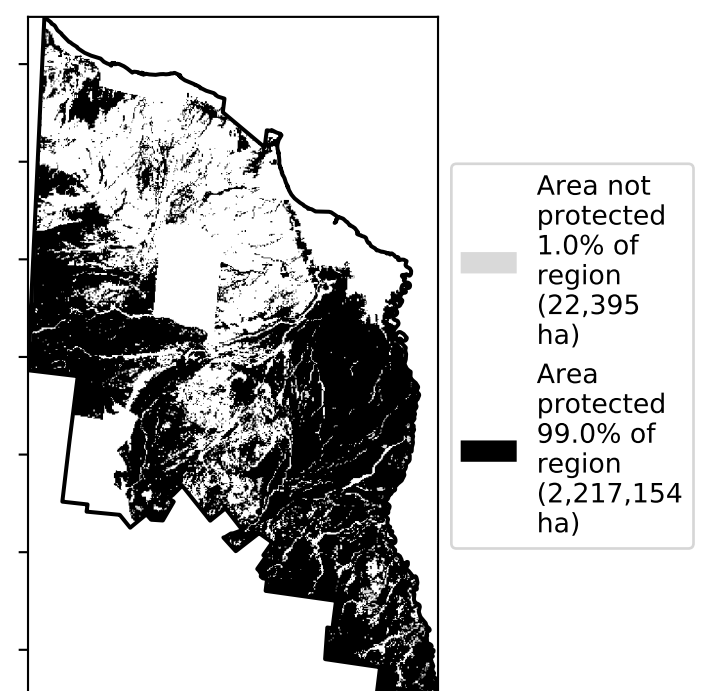 Area not
protected
1.0% of
region
(22,395
ha)
Area
protected
99.0% of
region
(2,217,154
ha)